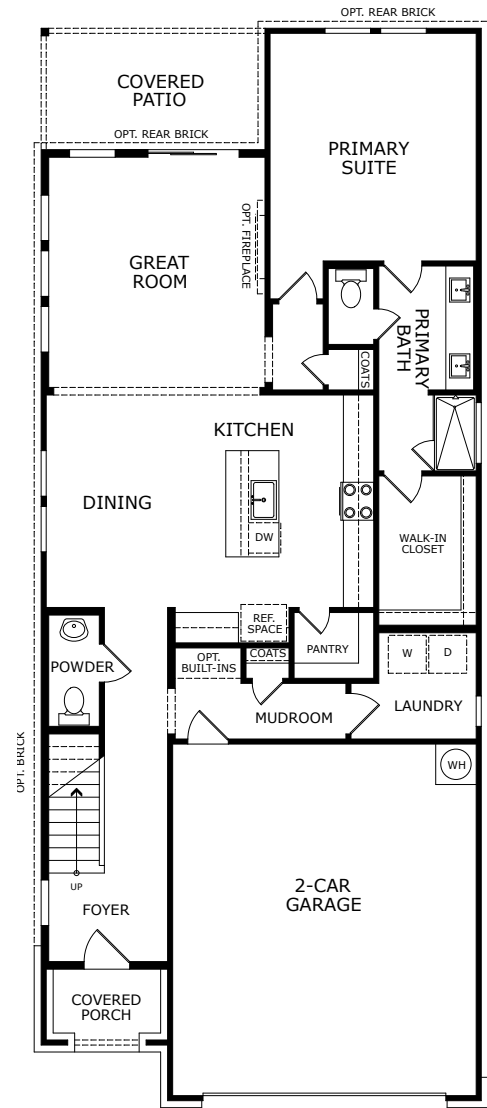 OPT. REAR BRICK
COVERED
PATIO
OPT. REAR BRICK
PRIMARY
SUITE
OPT. FIREPLACE
GREAT
ROOM
PRIMARY
BATH
COATS
KITCHEN
DINING
DW
WALK-IN
CLOSET
REF.
SPACE
PANTRY
COATS
OPT.
BUILT-INS
W
D
POWDER
LAUNDRY
MUDROOM
OPT. BRICK
WH
UP
2-CAR
GARAGE
FOYER
COVERED
PORCH